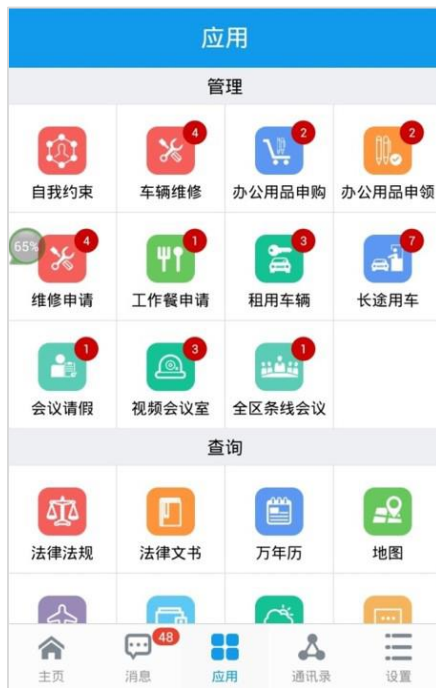 应用
管理
4
2
2
自我约束
车辆维修
办公用品申购
办公用品申领
65%
4
1
3
7
维修申请
工作餐申请
租用车辆
长途用车
1
3
1
会议请假
视频会议室
全区条线会议
查询
法律法规
法律文书
万年历
地图
48
主页
消息
应用
通讯录
设置